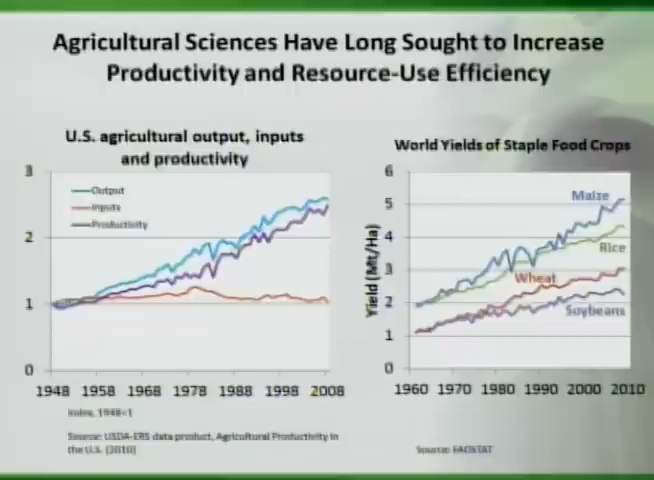 Agricultural Sciences Have Long Sought to Increase
Productivity and Resource-Use Efficiency
U.S. agricultural output, inputs
and productivity
3
2
1
0
Output
Inputs
Productivity
1948 1958 1968 1978 1988 1998 2008
Index, 1948=1
Source: USDA-ERS data product, Agricultural Productivity in
the U.S. (2010)
World Yields of Staple Food Crops
Yield (Mt/Ha)
6
5
4
3
2
1
0
Maize
Rice
Wheat
Soybeans
1960 1970 1980 1990 2000 2010
Source: FAOSTAT